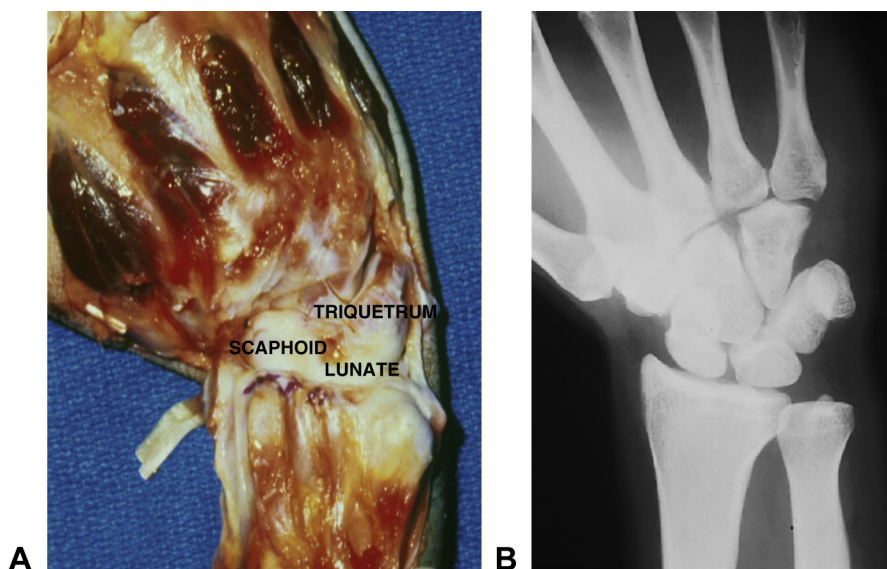 TRIQUETRUM
SCAPHOID
LUNATE
A
B